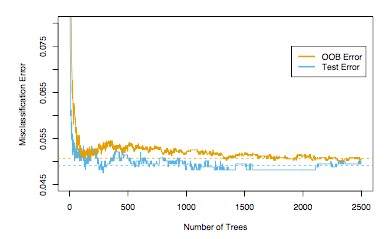 Misclassification Error
0.075
0.065
0.055
0.045
OOB Error
Test Error
0
500
1000
1500
2000
2500
Number of Trees